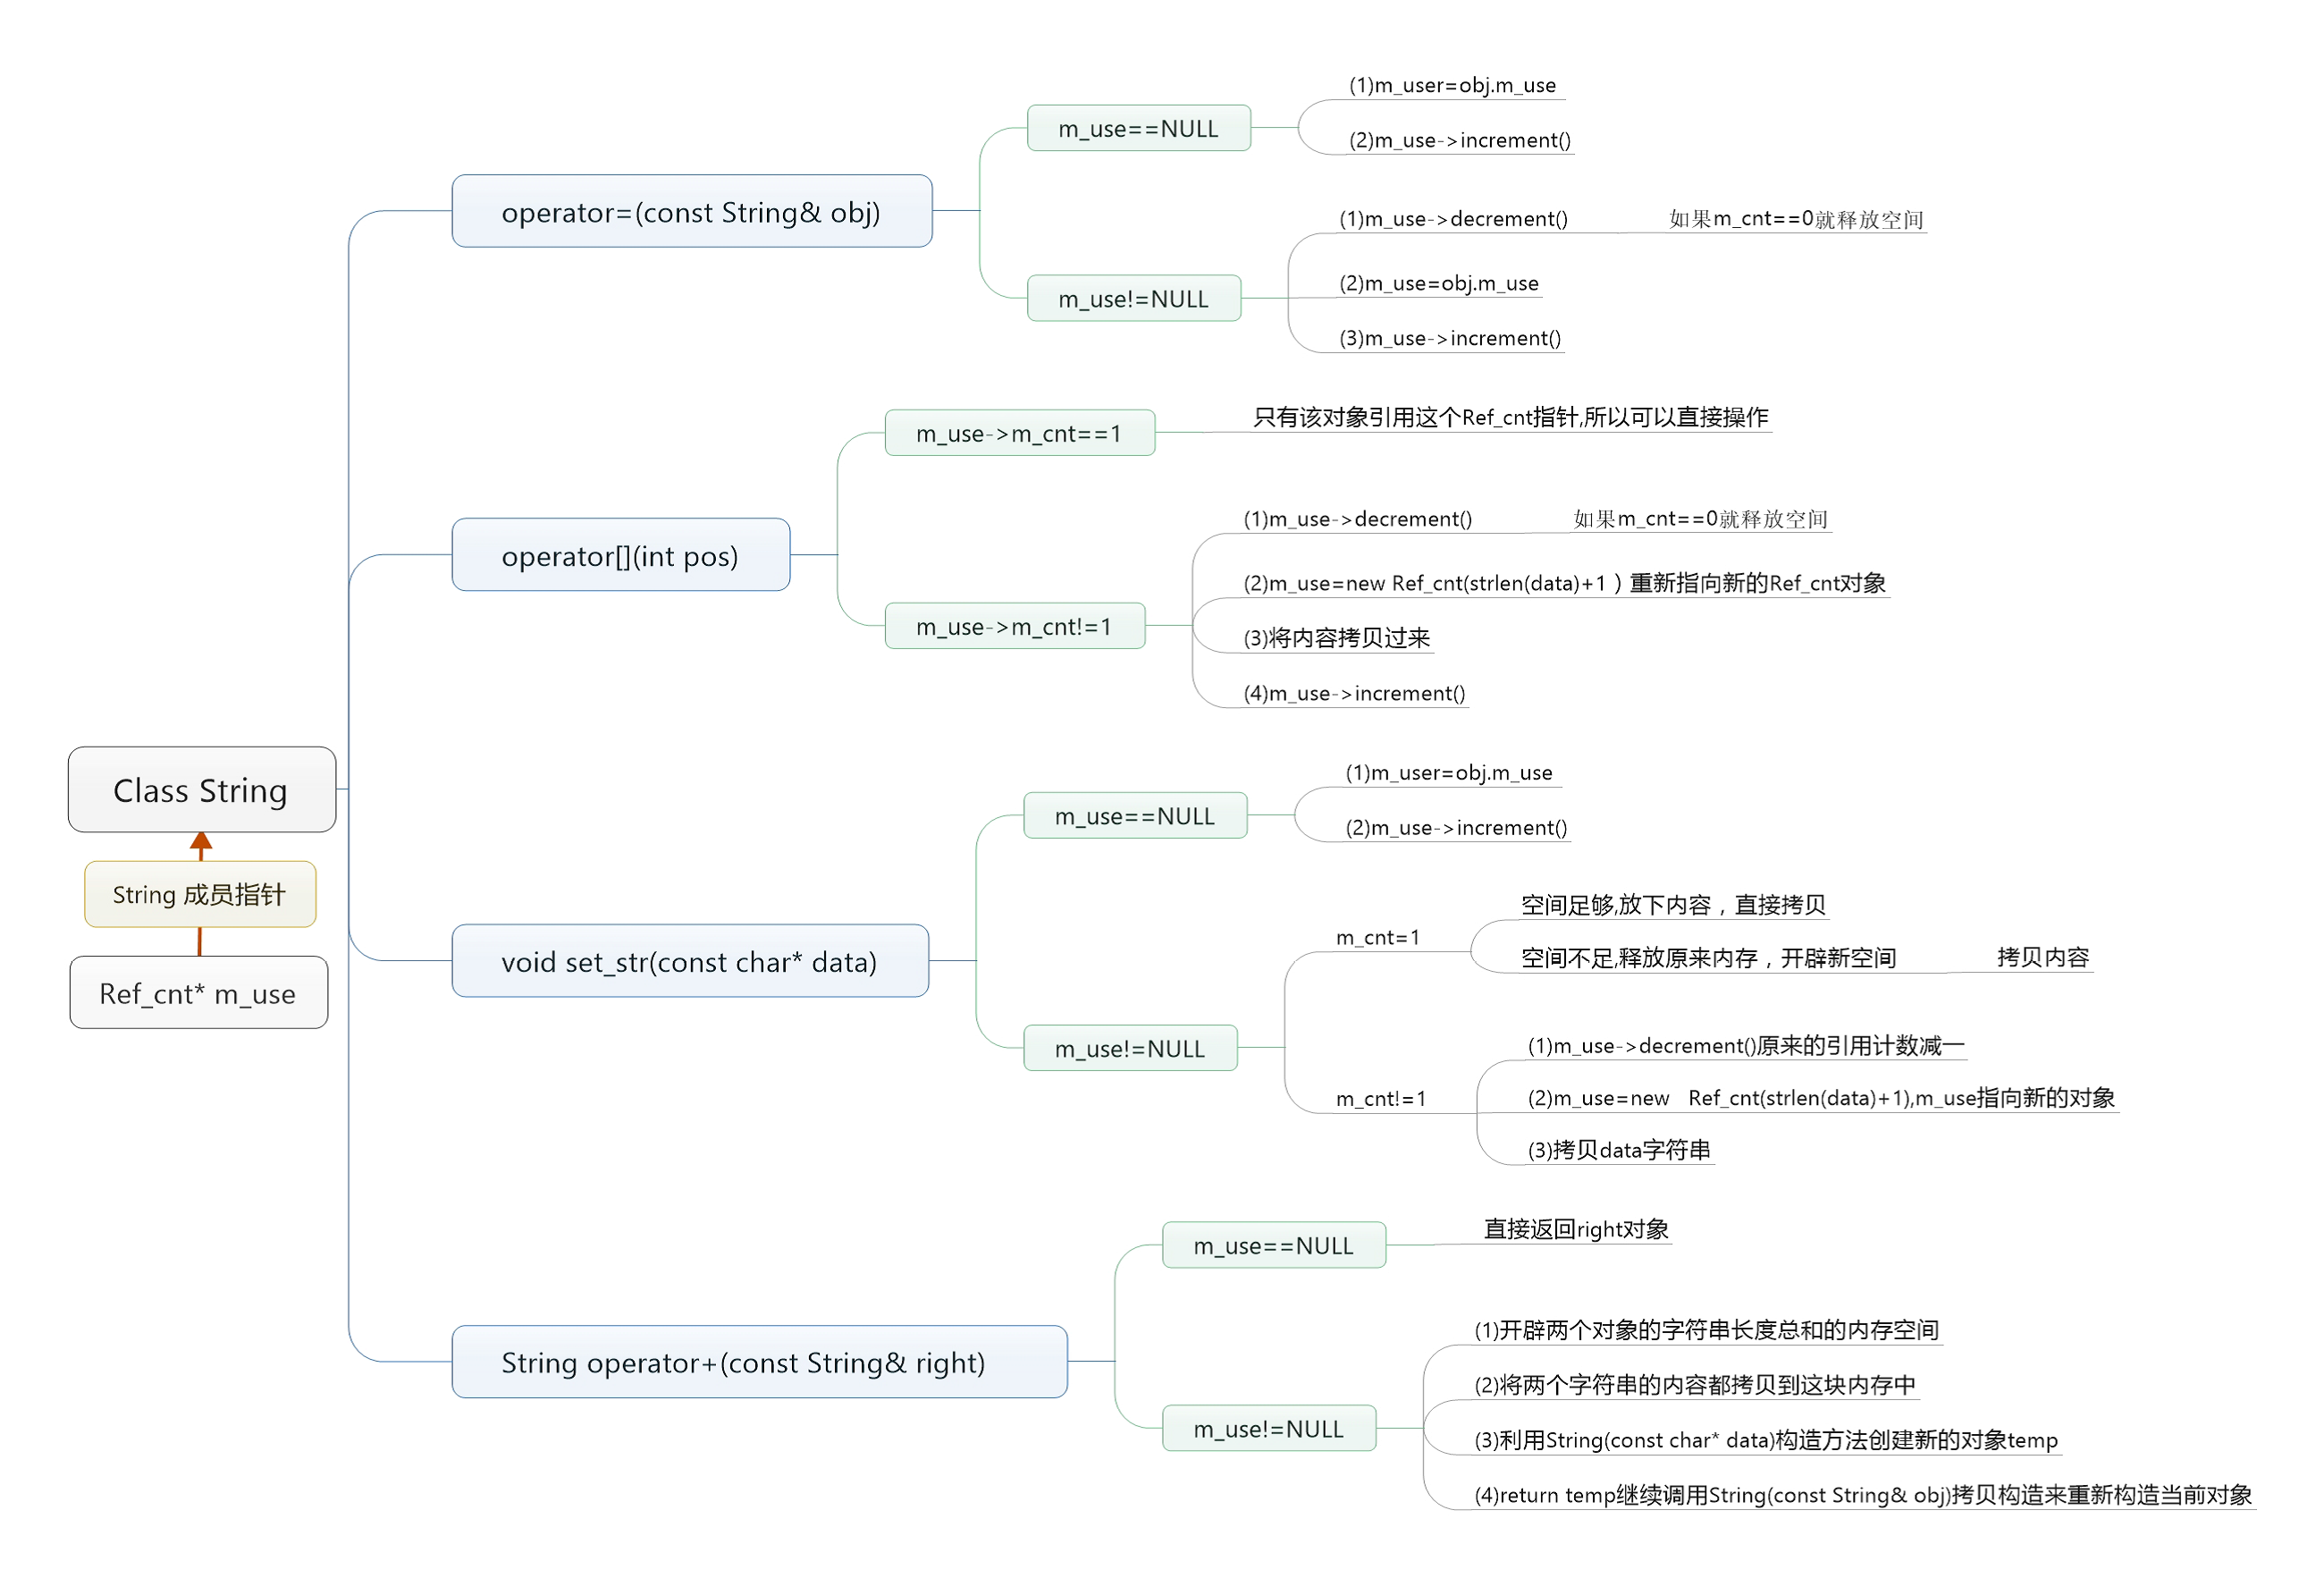 (1)m_user=obj.m_use
m_use==NULL
(2)m_use->increment()
operator=(const String& obj)
(1)m_use->decrement()
如果m_cnt==0就释放空间
(2)m_use=obj.m_use
m_use!=NULL
(3)m_use->increment()
只有该对象引用这个Ref_cnt指针,所以可以直接操作
m_use->m_cnt==1
(1)m_use->decrement()
如果m_cnt==0就释放空间
operator[](int pos)
(2)m_use=new Ref_cnt(strlen(data)+1）重新指向新的Ref_cnt对象
m_use->m_cnt!=1
(3)将内容拷贝过来
(4)m_use->increment()
Class String
String 成员指针
Ref_cnt* m_use
(1)m_user=obj.m_use
m_use==NULL
(2)m_use->increment()
void set_str(const char* data)
空间足够,放下内容，直接拷贝
m_cnt=1
空间不足,释放原来内存，开辟新空间
拷贝内容
m_use!=NULL
(1)m_use->decrement()原来的引用计数减一
m_cnt!=1
(2)m_use=new   Ref_cnt(strlen(data)+1),m_use指向新的对象
(3)拷贝data字符串
直接返回right对象
m_use==NULL
String operator+(const String& right)
(1)开辟两个对象的字符串长度总和的内存空间
(2)将两个字符串的内容都拷贝到这块内存中
m_use!=NULL
(3)利用String(const char* data)构造方法创建新的对象temp
(4)return temp继续调用String(const String& obj)拷贝构造来重新构造当前对象